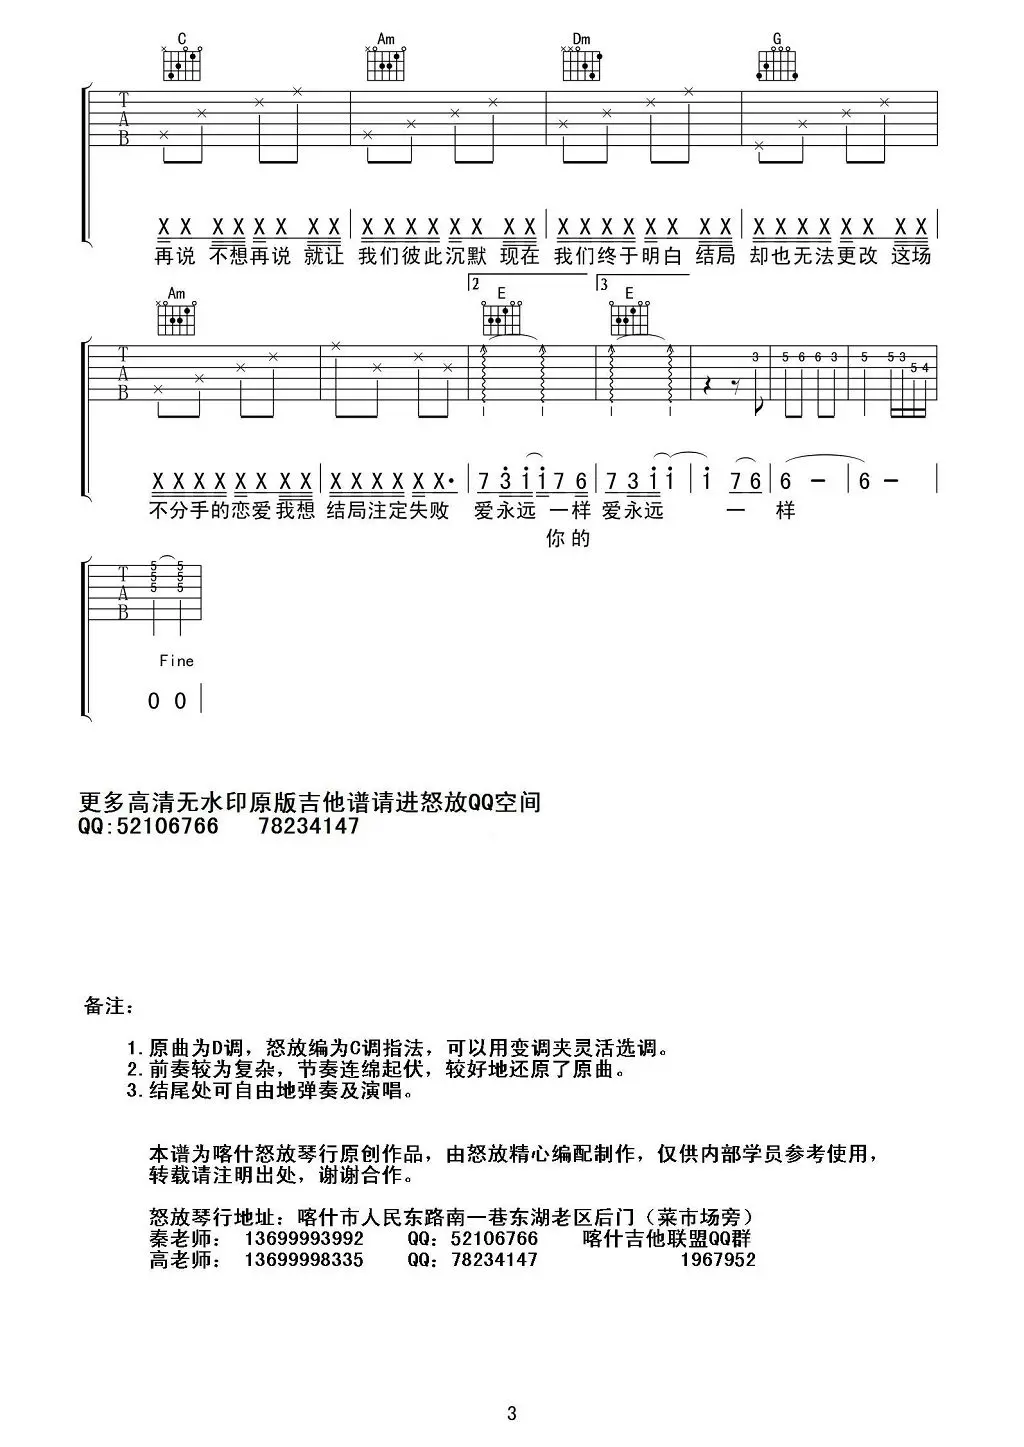 C Am Dm G
T
A
B
X X X X X X X X X X X X X X X X X X X X X X X X X X X X X X X X
再说 不想再说 就让 我们彼此沉默 现在 我们终于明白 结局 却也无法更改 这场
Am 2 E 3 E
T
A
B
3 5 6 6 3 5 5 3 5 4
X X X X X X X X X X X X X X X· 7 3 1 1 7 6 7 3 1 1 1 7 6 6 - 6 -
不分手的恋爱我想 结局注定失败 爱永远 一样 爱永远 一 样
你的
T
A
B
5 5
5 5
5 5
Fine
0 0
更多高清无水印原版吉他谱请进怒放QQ空间
QQ:52106766 78234147
备注：
1.原曲为D调，怒放编为C调指法，可以用变调夹灵活选调。
2.前奏较为复杂，节奏连绵起伏，较好地还原了原曲。
3.结尾处可自由地弹奏及演唱。
本谱为喀什怒放琴行原创作品，由怒放精心编配制作，仅供内部学员参考使用，
转载请注明出处，谢谢合作。
怒放琴行地址：喀什市人民东路南一巷东湖老区后门（菜市场旁）
秦老师： 13699993992 QQ：52106766 喀什吉他联盟QQ群
高老师： 13699998335 QQ：78234147 1967952
3